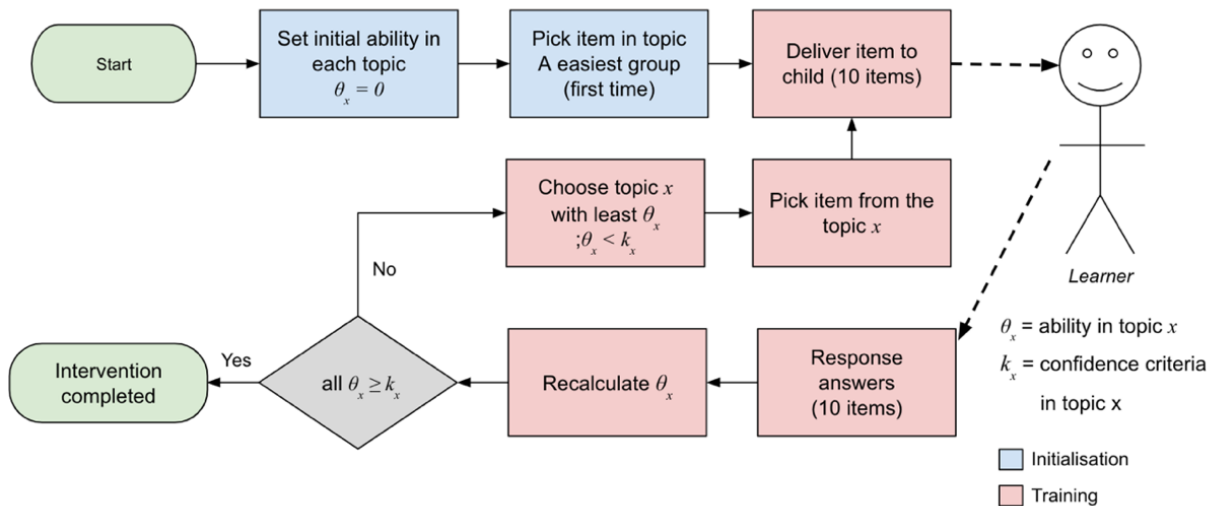 Start
Set initial ability in
each topic
θx = 0
Pick item in topic
A easiest group
(first time)
Deliver item to
child (10 items)
Choose topic x
with least θx
;θx < kx
Pick item from the
topic x
No
Learner
Intervention
completed
Yes
all θx ≥ kx
Recalculate θx
Response
answers
(10 items)
θx = ability in topic x
kx = confidence criteria
in topic x
Initialisation
Training